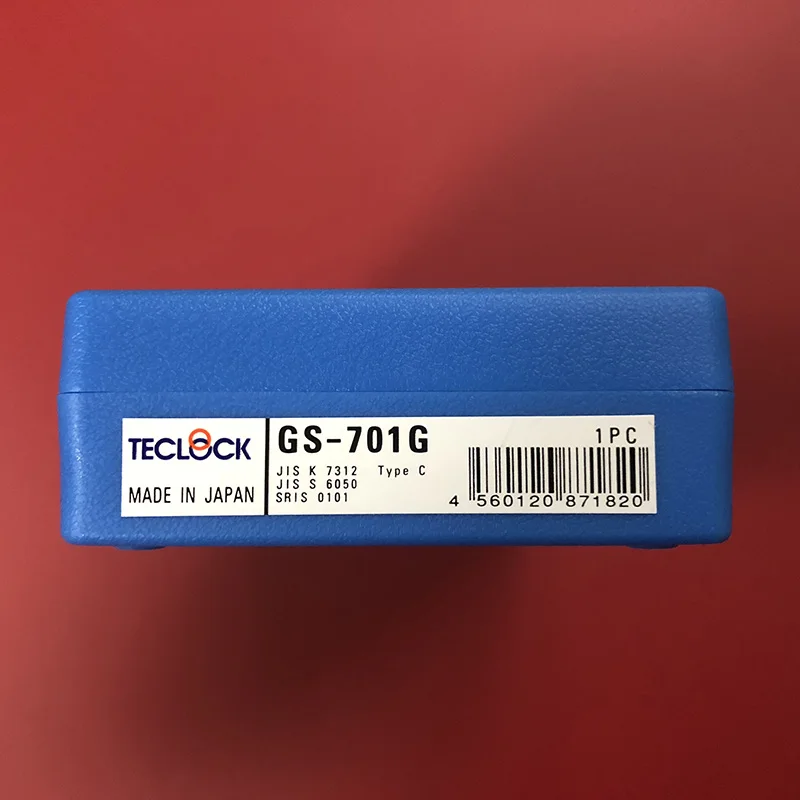 TECLOCK
MADE IN JAPAN
GS-701G
JIS K 7312 Type C
JIS S 6050
SRIS 0101
1PC
4 560120 871820